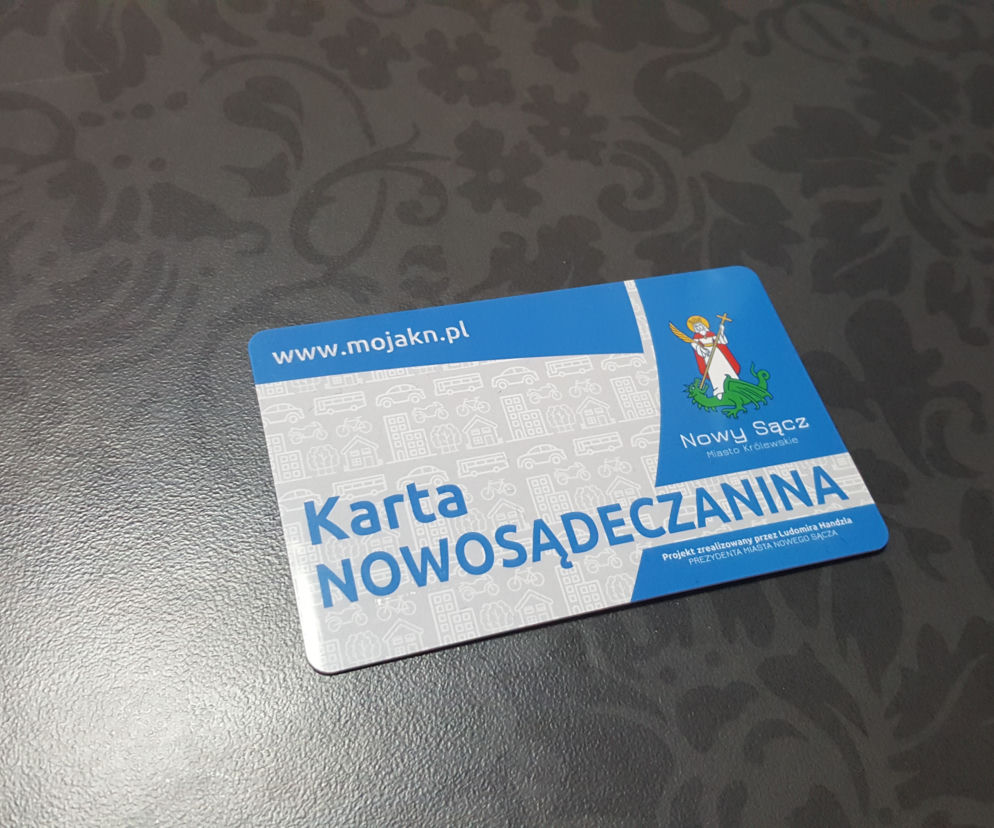 www.mojakn.pl
Nowy Sącz
Miasto Królewskie
Karta
NOWOSĄDECZANINA
Projekt zrealizowany przez Ludomira Handzla
PREZYDENTA MIASTA NOWEGO SĄCZA